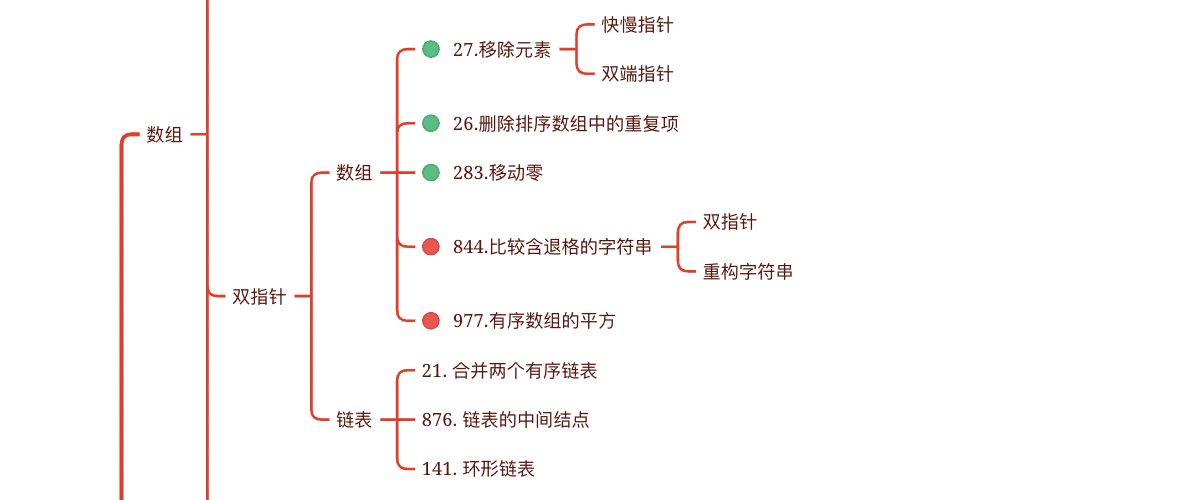 快慢指针
27.移除元素
双端指针
26.删除排序数组中的重复项
数组
数组
283.移动零
双指针
844.比较含退格的字符串
重构字符串
双指针
977.有序数组的平方
21. 合并两个有序链表
链表
876. 链表的中间结点
141. 环形链表